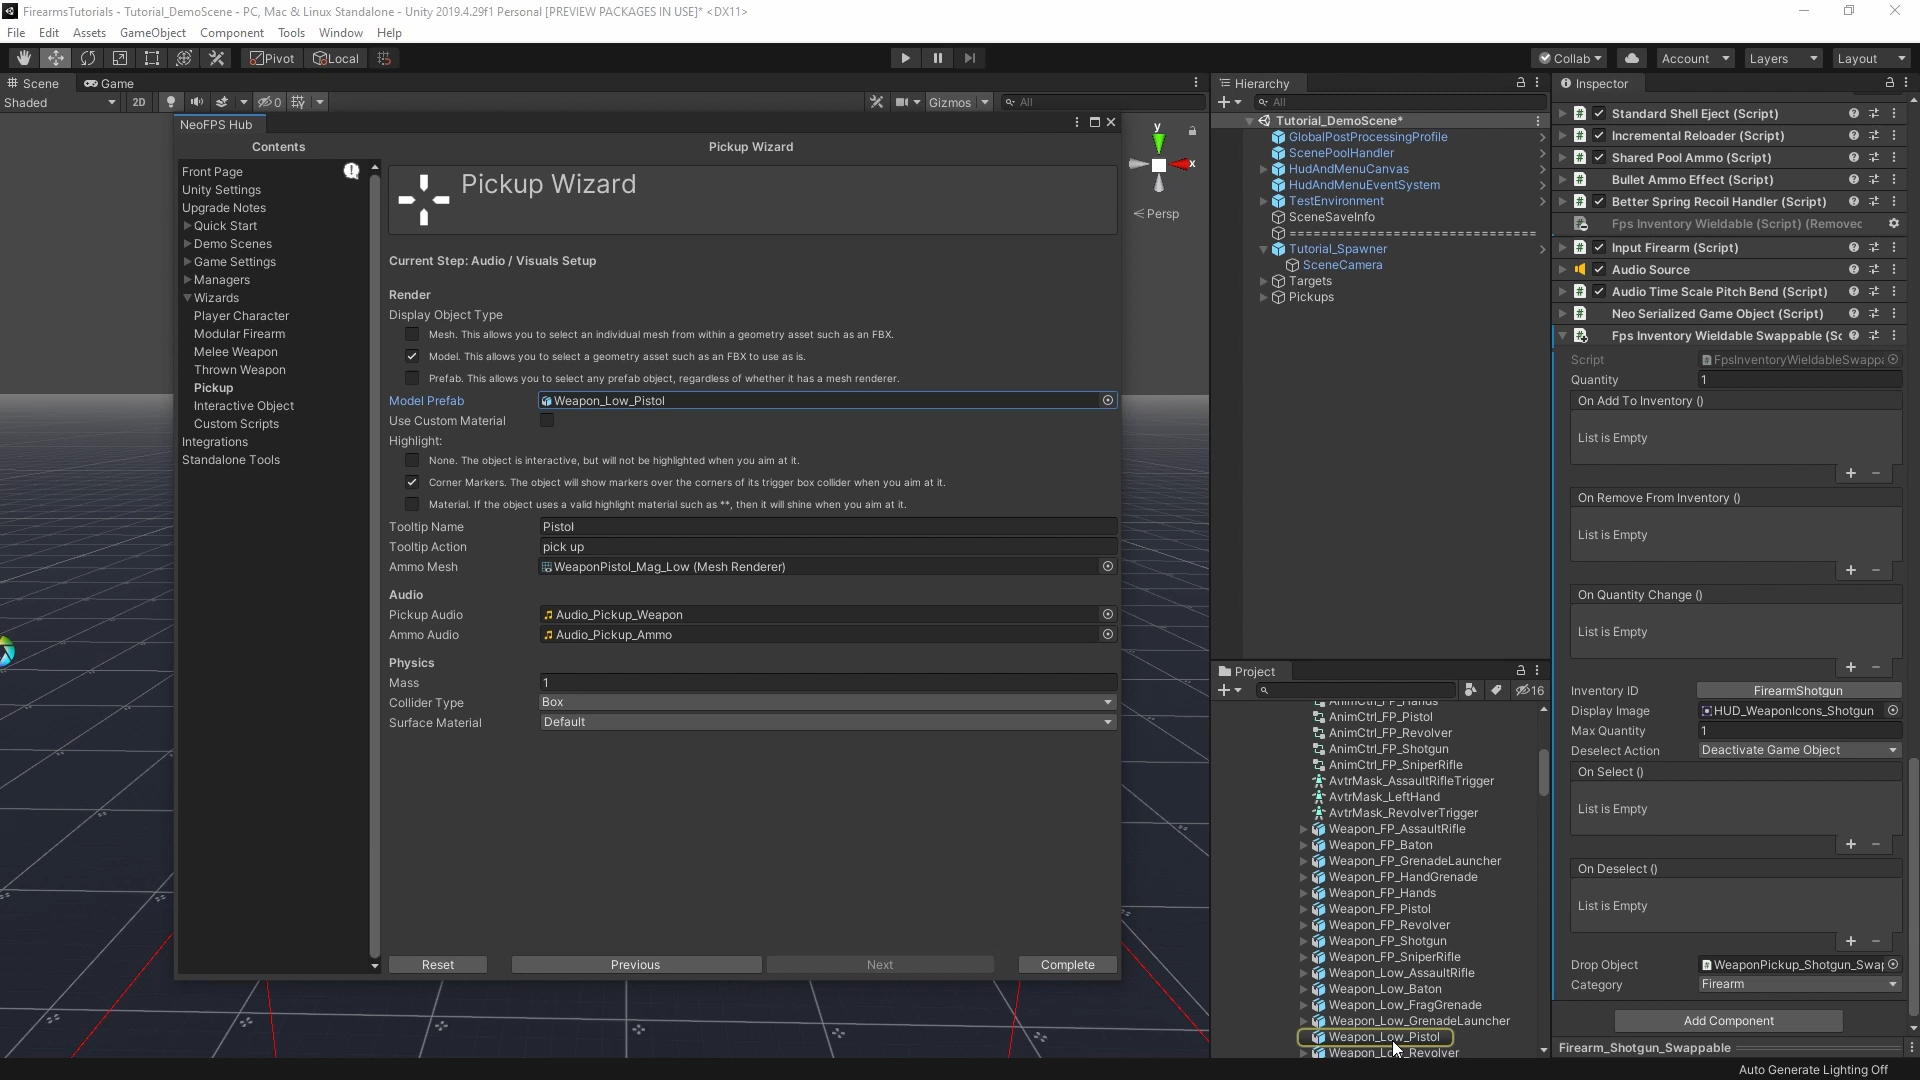 FirearmsTutorials - Tutorial_DemoScene - PC, Mac & Linux Standalone - Unity 2019.4.29f1 Personal [PREVIEW PACKAGES IN USE]* <DX11>
File Edit Assets GameObject Component Tools Window Help
Pivot Local Collab Account Layers Layout
Scene Game
Shaded 2D 0 Gizmos All
NeoFPS Hub
Contents
Front Page
Unity Settings
Upgrade Notes
Quick Start
Demo Scenes
Game Settings
Managers
Wizards
Player Character
Modular Firearm
Melee Weapon
Thrown Weapon
Pickup
Interactive Object
Custom Scripts
Integrations
Standalone Tools
Pickup Wizard
Pickup Wizard
Current Step: Audio / Visuals Setup
Render
Display Object Type
Mesh. This allows you to select an individual mesh from within a geometry asset such as an FBX.
Model. This allows you to select a geometry asset such as an FBX to use as is.
Prefab. This allows you to select any prefab object, regardless of whether it has a mesh renderer.
Model Prefab Weapon_Low_Pistol
Use Custom Material
Highlight:
None. The object is interactive, but will not be highlighted when you aim at it.
Corner Markers. The object will show markers over the corners of its trigger box collider when you aim at it.
Material. If the object uses a valid highlight material such as **, then it will shine when you aim at it.
Tooltip Name Pistol
Tooltip Action pick up
Ammo Mesh WeaponPistol_Mag_Low (Mesh Renderer)
Audio
Pickup Audio Audio_Pickup_Weapon
Ammo Audio Audio_Pickup_Ammo
Physics
Mass 1
Collider Type Box
Surface Material Default
Reset Previous Next Complete
y
x
Persp
Hierarchy
All
Tutorial_DemoScene*
GlobalPostProcessingProfile
ScenePoolHandler
HudAndMenuCanvas
HudAndMenuEventSystem
TestEnvironment
SceneSaveInfo
================================
Tutorial_Spawner
SceneCamera
Targets
Pickups
Project
16
AnimCtrl_FP_Hands
AnimCtrl_FP_Pistol
AnimCtrl_FP_Revolver
AnimCtrl_FP_Shotgun
AnimCtrl_FP_SniperRifle
AvtrMask_AssaultRifleTrigger
AvtrMask_LeftHand
AvtrMask_RevolverTrigger
Weapon_FP_AssaultRifle
Weapon_FP_Baton
Weapon_FP_GrenadeLauncher
Weapon_FP_HandGrenade
Weapon_FP_Hands
Weapon_FP_Pistol
Weapon_FP_Revolver
Weapon_FP_Shotgun
Weapon_FP_SniperRifle
Weapon_Low_AssaultRifle
Weapon_Low_Baton
Weapon_Low_FragGrenade
Weapon_Low_GrenadeLauncher
Weapon_Low_Pistol
Weapon_Low_Revolver
Inspector
Standard Shell Eject (Script)
Incremental Reloader (Script)
Shared Pool Ammo (Script)
Bullet Ammo Effect (Script)
Better Spring Recoil Handler (Script)
Fps Inventory Wieldable (Script) (Removed
Input Firearm (Script)
Audio Source
Audio Time Scale Pitch Bend (Script)
Neo Serialized Game Object (Script)
Fps Inventory Wieldable Swappable (Sc
Script FpsInventoryWieldableSwappa
Quantity 1
On Add To Inventory ()
List is Empty
On Remove From Inventory ()
List is Empty
On Quantity Change ()
List is Empty
Inventory ID FirearmShotgun
Display Image HUD_WeaponIcons_Shotgun
Max Quantity 1
Deselect Action Deactivate Game Object
On Select ()
List is Empty
On Deselect ()
List is Empty
Drop Object WeaponPickup_Shotgun_Swap
Category Firearm
Add Component
Firearm_Shotgun_Swappable
Auto Generate Lighting Off